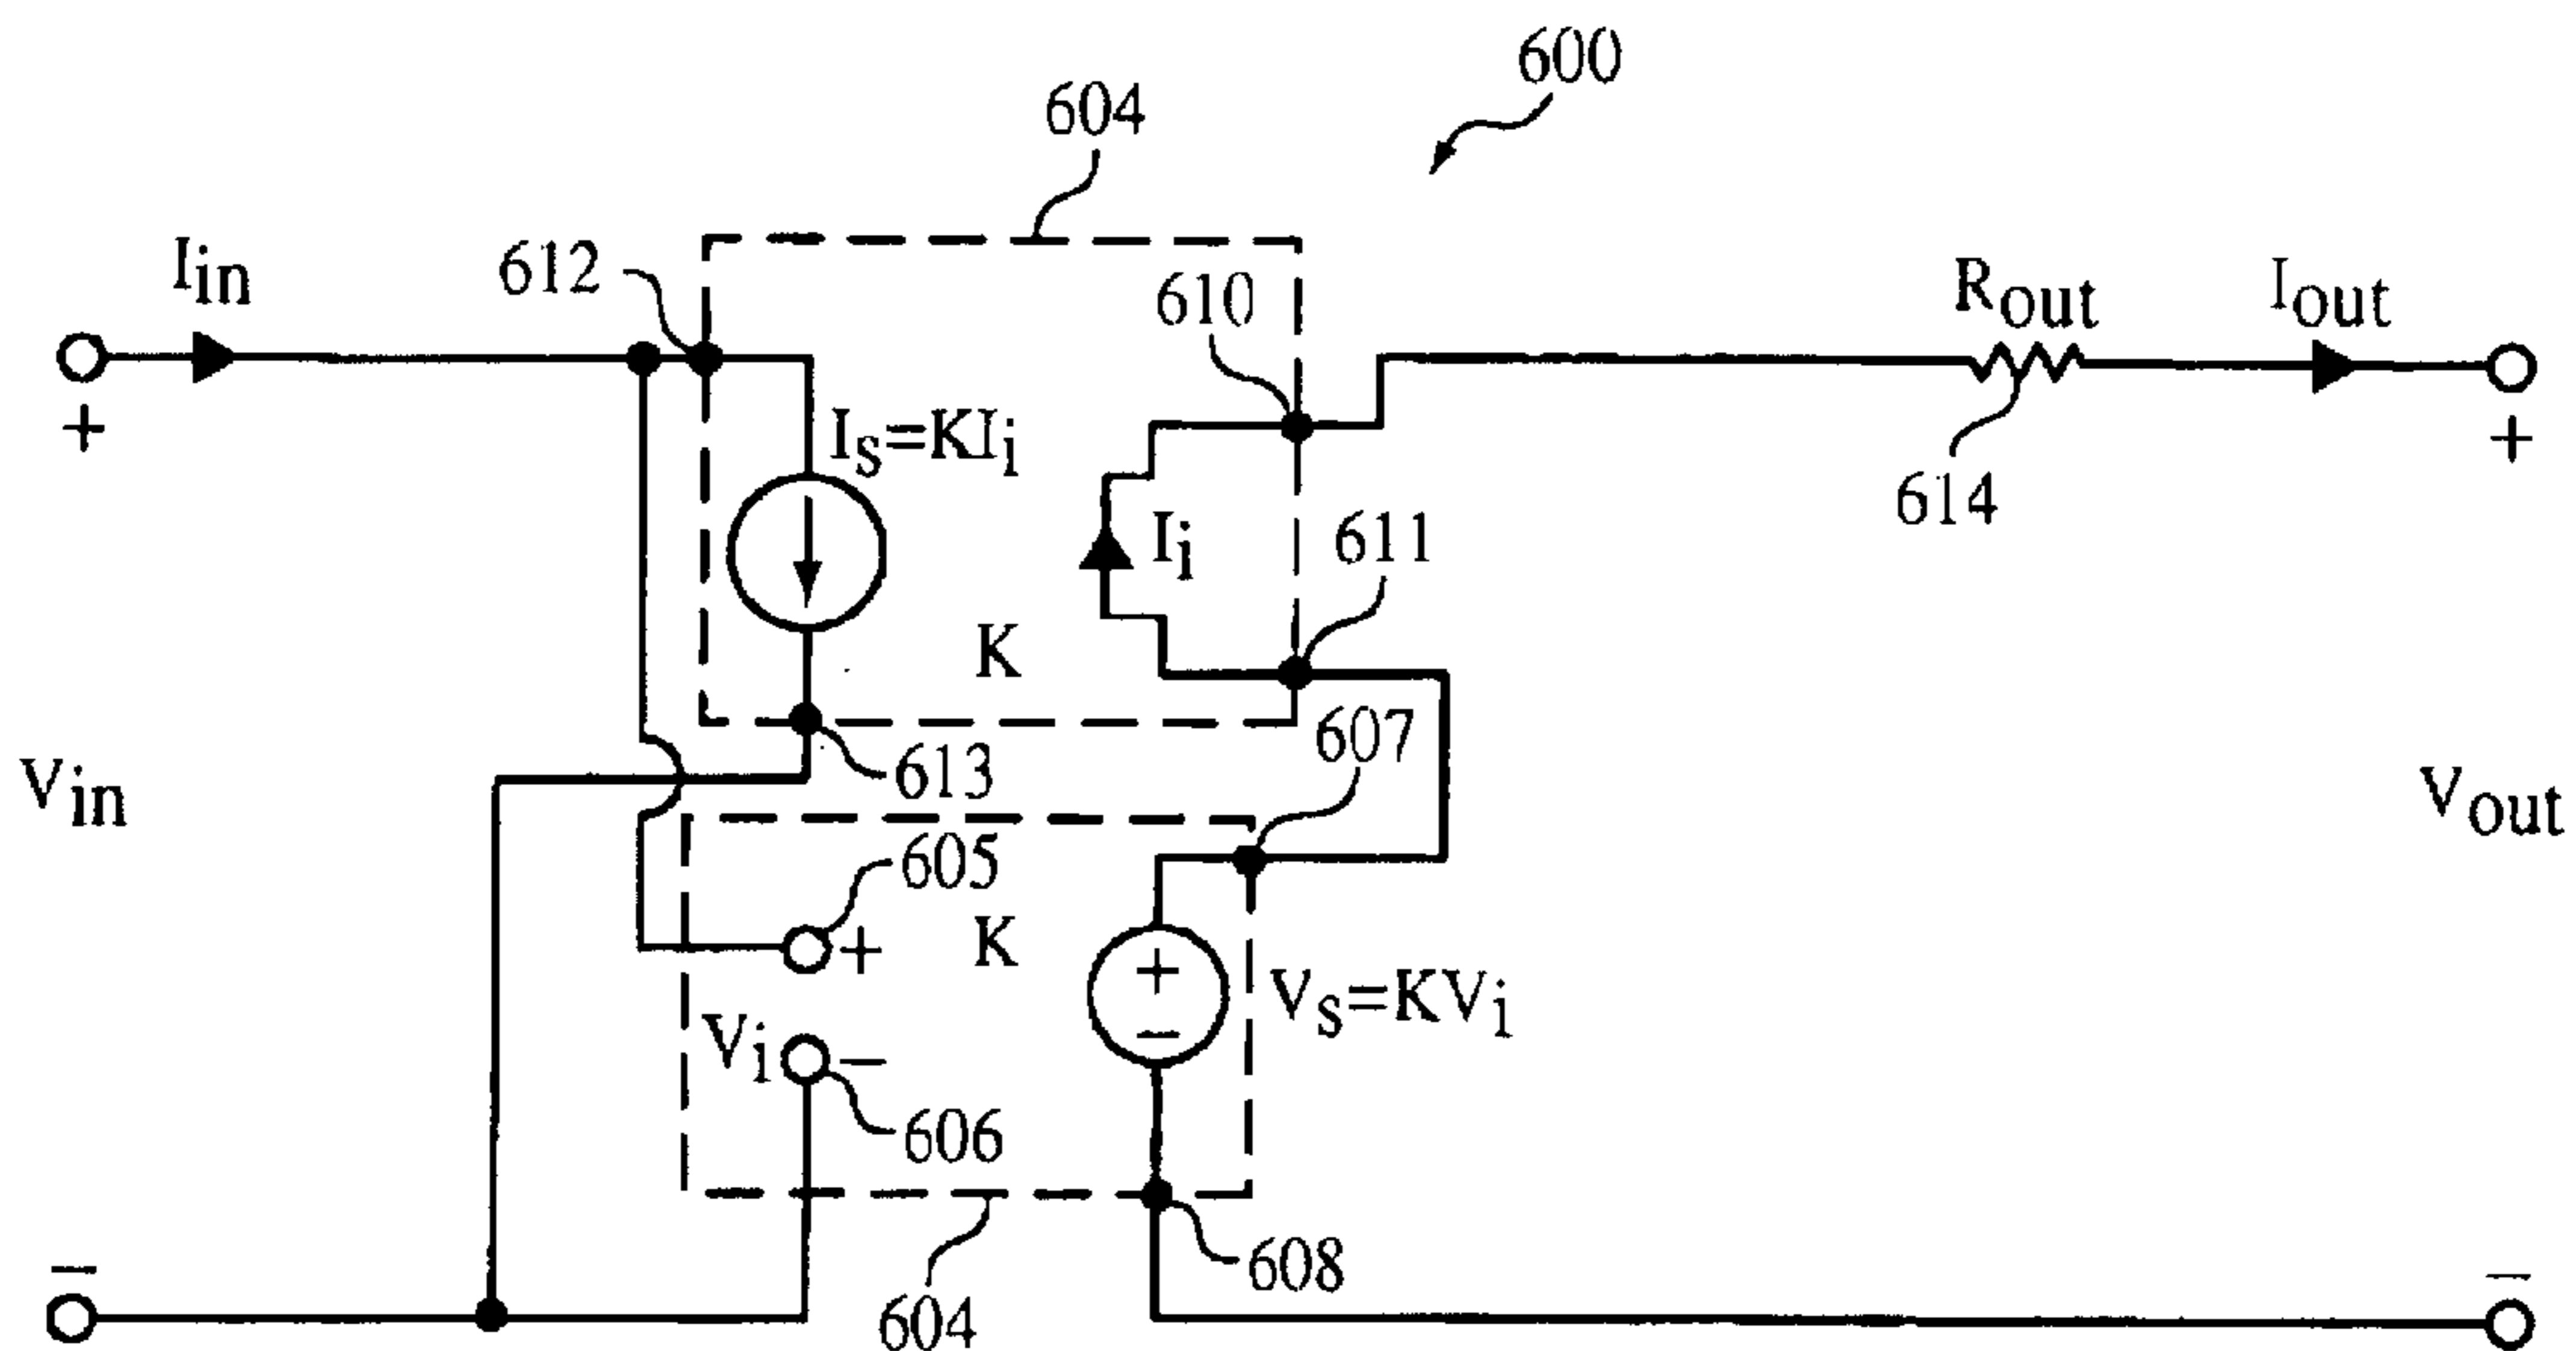 600
604
Iin
612
610
Rout
Iout
+
Is=KIi
+
614
Ii
611
K
607
613
Vin
Vout
605
+
K
+
Vs=KVi
Vi
−
−
606
608
−
−
604